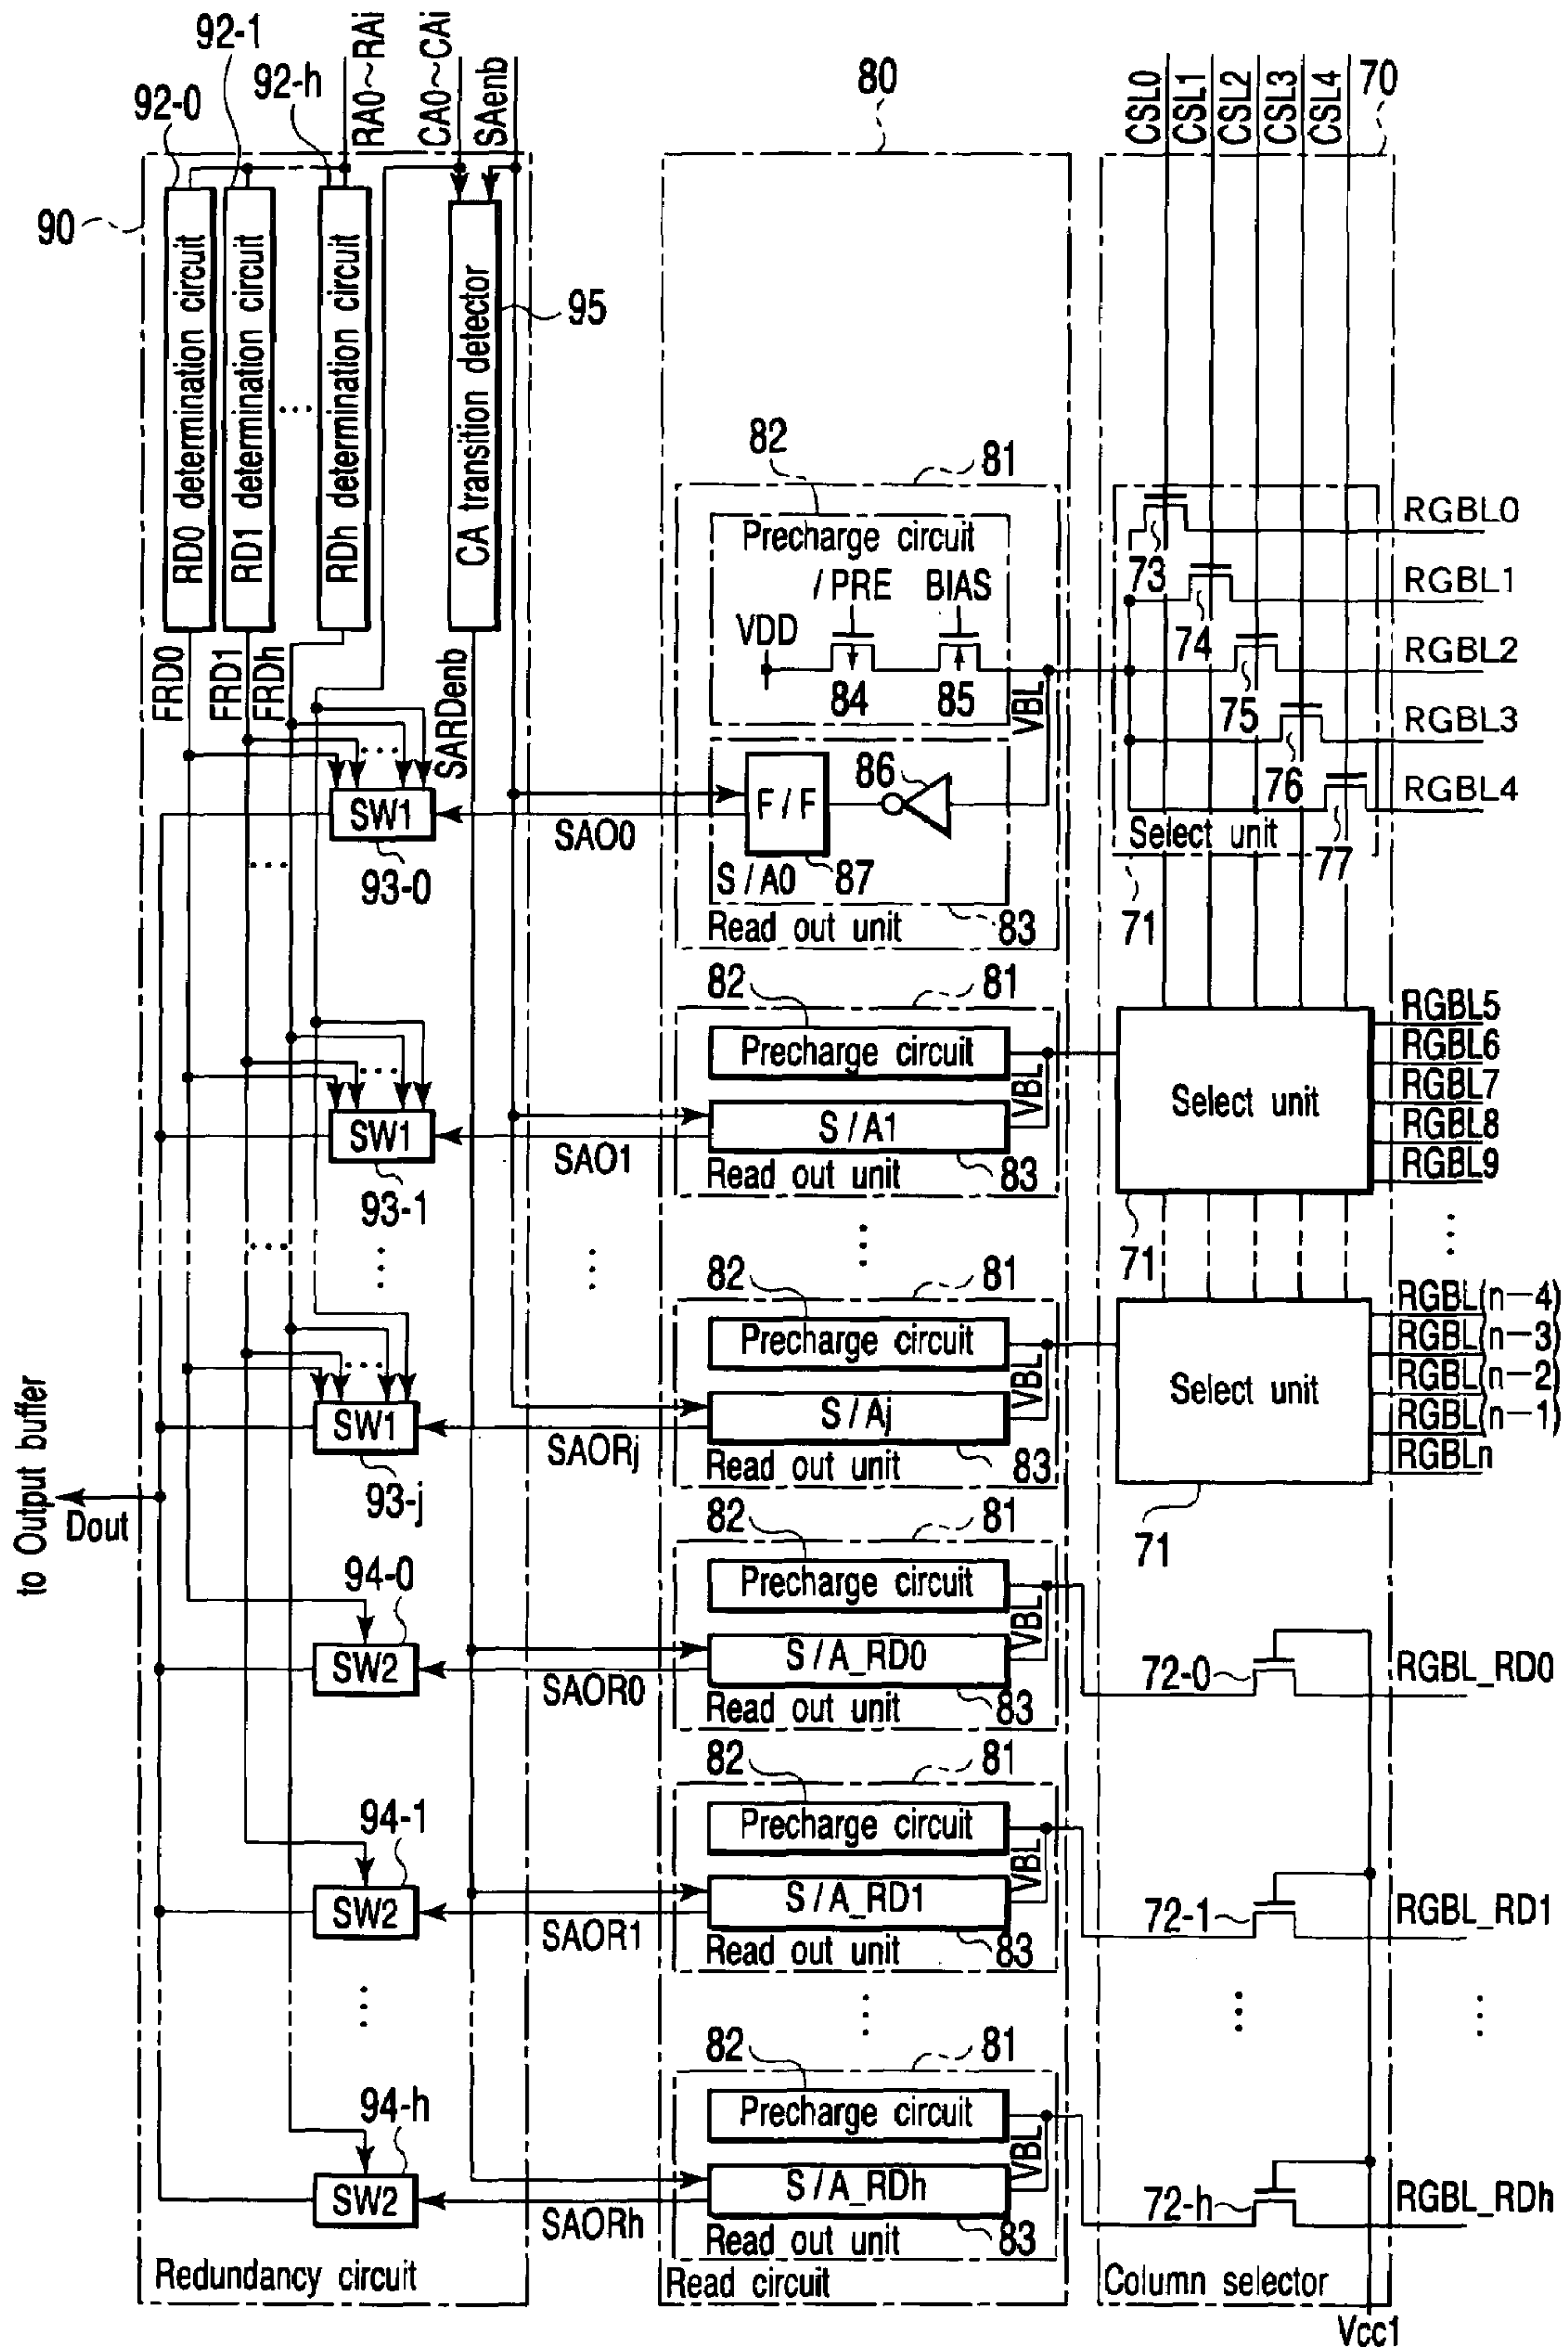 92-1
92-0
92-h
RA0~RAi
CA0~CAi
SAenb
80
CSL0
CSL1
CSL2
CSL3
CSL4
70
90
RD0 determination circuit
RD1 determination circuit
...
RDh determination circuit
CA transition detector
95
FRD0
FRD1
FRDh
SARDenb
82
81
Precharge circuit
/PRE
BIAS
VDD
84
85
VBL
73
74
75
76
77
RGBL0
RGBL1
RGBL2
RGBL3
RGBL4
Select unit
71
F/F
86
S/A0
87
Read out unit
83
SW1
93-0
SAO0
82
81
Precharge circuit
VBL
S/A1
Read out unit
83
SW1
93-1
SAO1
Select unit
71
RGBL5
RGBL6
RGBL7
RGBL8
RGBL9
82
81
Precharge circuit
VBL
S/Aj
Read out unit
83
SW1
93-j
SAORj
Select unit
71
RGBL(n-4)
RGBL(n-3)
RGBL(n-2)
RGBL(n-1)
RGBLn
to Output buffer
Dout
82
81
Precharge circuit
VBL
S/A_RD0
Read out unit
83
94-0
SW2
SAOR0
72-0
RGBL_RD0
82
81
Precharge circuit
VBL
S/A_RD1
Read out unit
83
94-1
SW2
SAOR1
72-1
RGBL_RD1
82
81
Precharge circuit
VBL
S/A_RDh
Read out unit
83
94-h
SW2
SAORh
72-h
RGBL_RDh
Redundancy circuit
Read circuit
Column selector
Vcc1